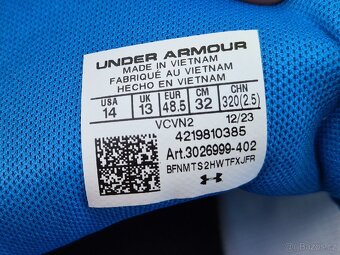 UNDER ARMOUR
MADE IN VIETNAM
FABRIQUÉ AU VIETNAM
HECHO EN VIETNAM
USA UK EUR CM CHN
14 13 48.5 32 320(2.5)
VCVN2 12/23
4219810385
Art.3026999-402
BFNMTS2HWTFXJFR